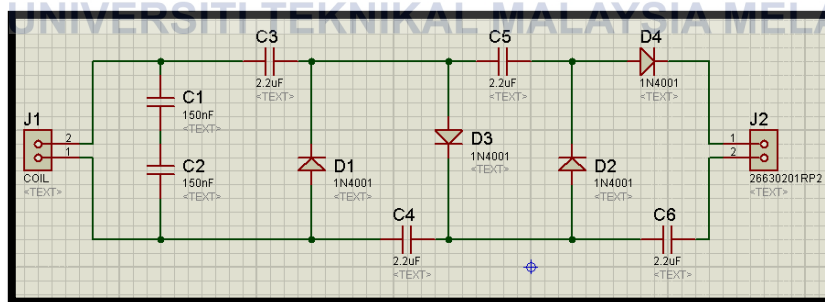 UNIVERSITI TEKNIKAL MALAYSIA MELA
C3
2.2uF
<TEXT>
C5
2.2uF
<TEXT>
D4
1N4001
<TEXT>
C1
150nF
<TEXT>
J1
2
1
COIL
<TEXT>
C2
150nF
<TEXT>
D1
1N4001
<TEXT>
D3
1N4001
<TEXT>
D2
1N4001
<TEXT>
J2
1
2
26630201RP2
<TEXT>
C4
2.2uF
<TEXT>
C6
2.2uF
<TEXT>